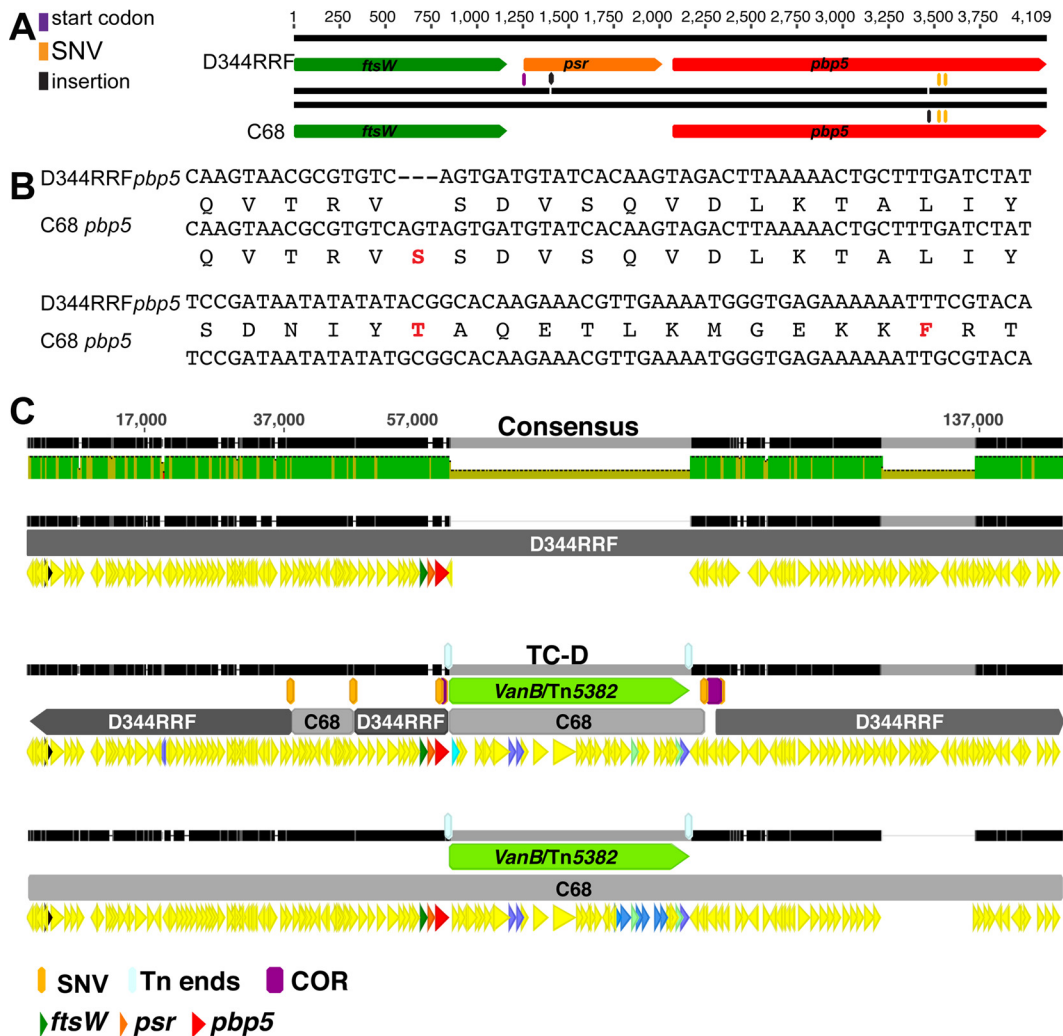 A
start codon
SNV
insertion
1 250 500 750 1,000 1,250 1,500 1,750 2,000 2,250 2,500 2,750 3,000 3,250 3,500 3,750 4,109
D344RRF
ftsW psr pbp5
C68
ftsW pbp5
B
D344RRFpbp5 CAAGTAACGCGTGTC---AGTGATGTATCACAAGTAGACTTAAAAACTGCTTTGATCTAT
Q V T R V S D V S Q V D L K T A L I Y
C68 pbp5
CAAGTAACGCGTGTCAGTAGTGATGTATCACAAGTAGACTTAAAAACTGCTTTGATCTAT
Q V T R V S S D V S Q V D L K T A L I Y
D344RRFpbp5 TCCGATAATATATATACGGCACAAGAAACGTTGAAAATGGGTGAGAAAAAATTTCGTACA
S D N I Y T A Q E T L K M G E K K F R T
C68 pbp5
TCCGATAATATATATGCGGCACAAGAAACGTTGAAAATGGGTGAGAAAAAATTGCGTACA
C
17,000 37,000 57,000 Consensus 137,000
D344RRF
TC-D
VanB/Tn5382
D344RRF C68 D344RRF C68 D344RRF
VanB/Tn5382
C68
SNV Tn ends COR
ftsW psr pbp5